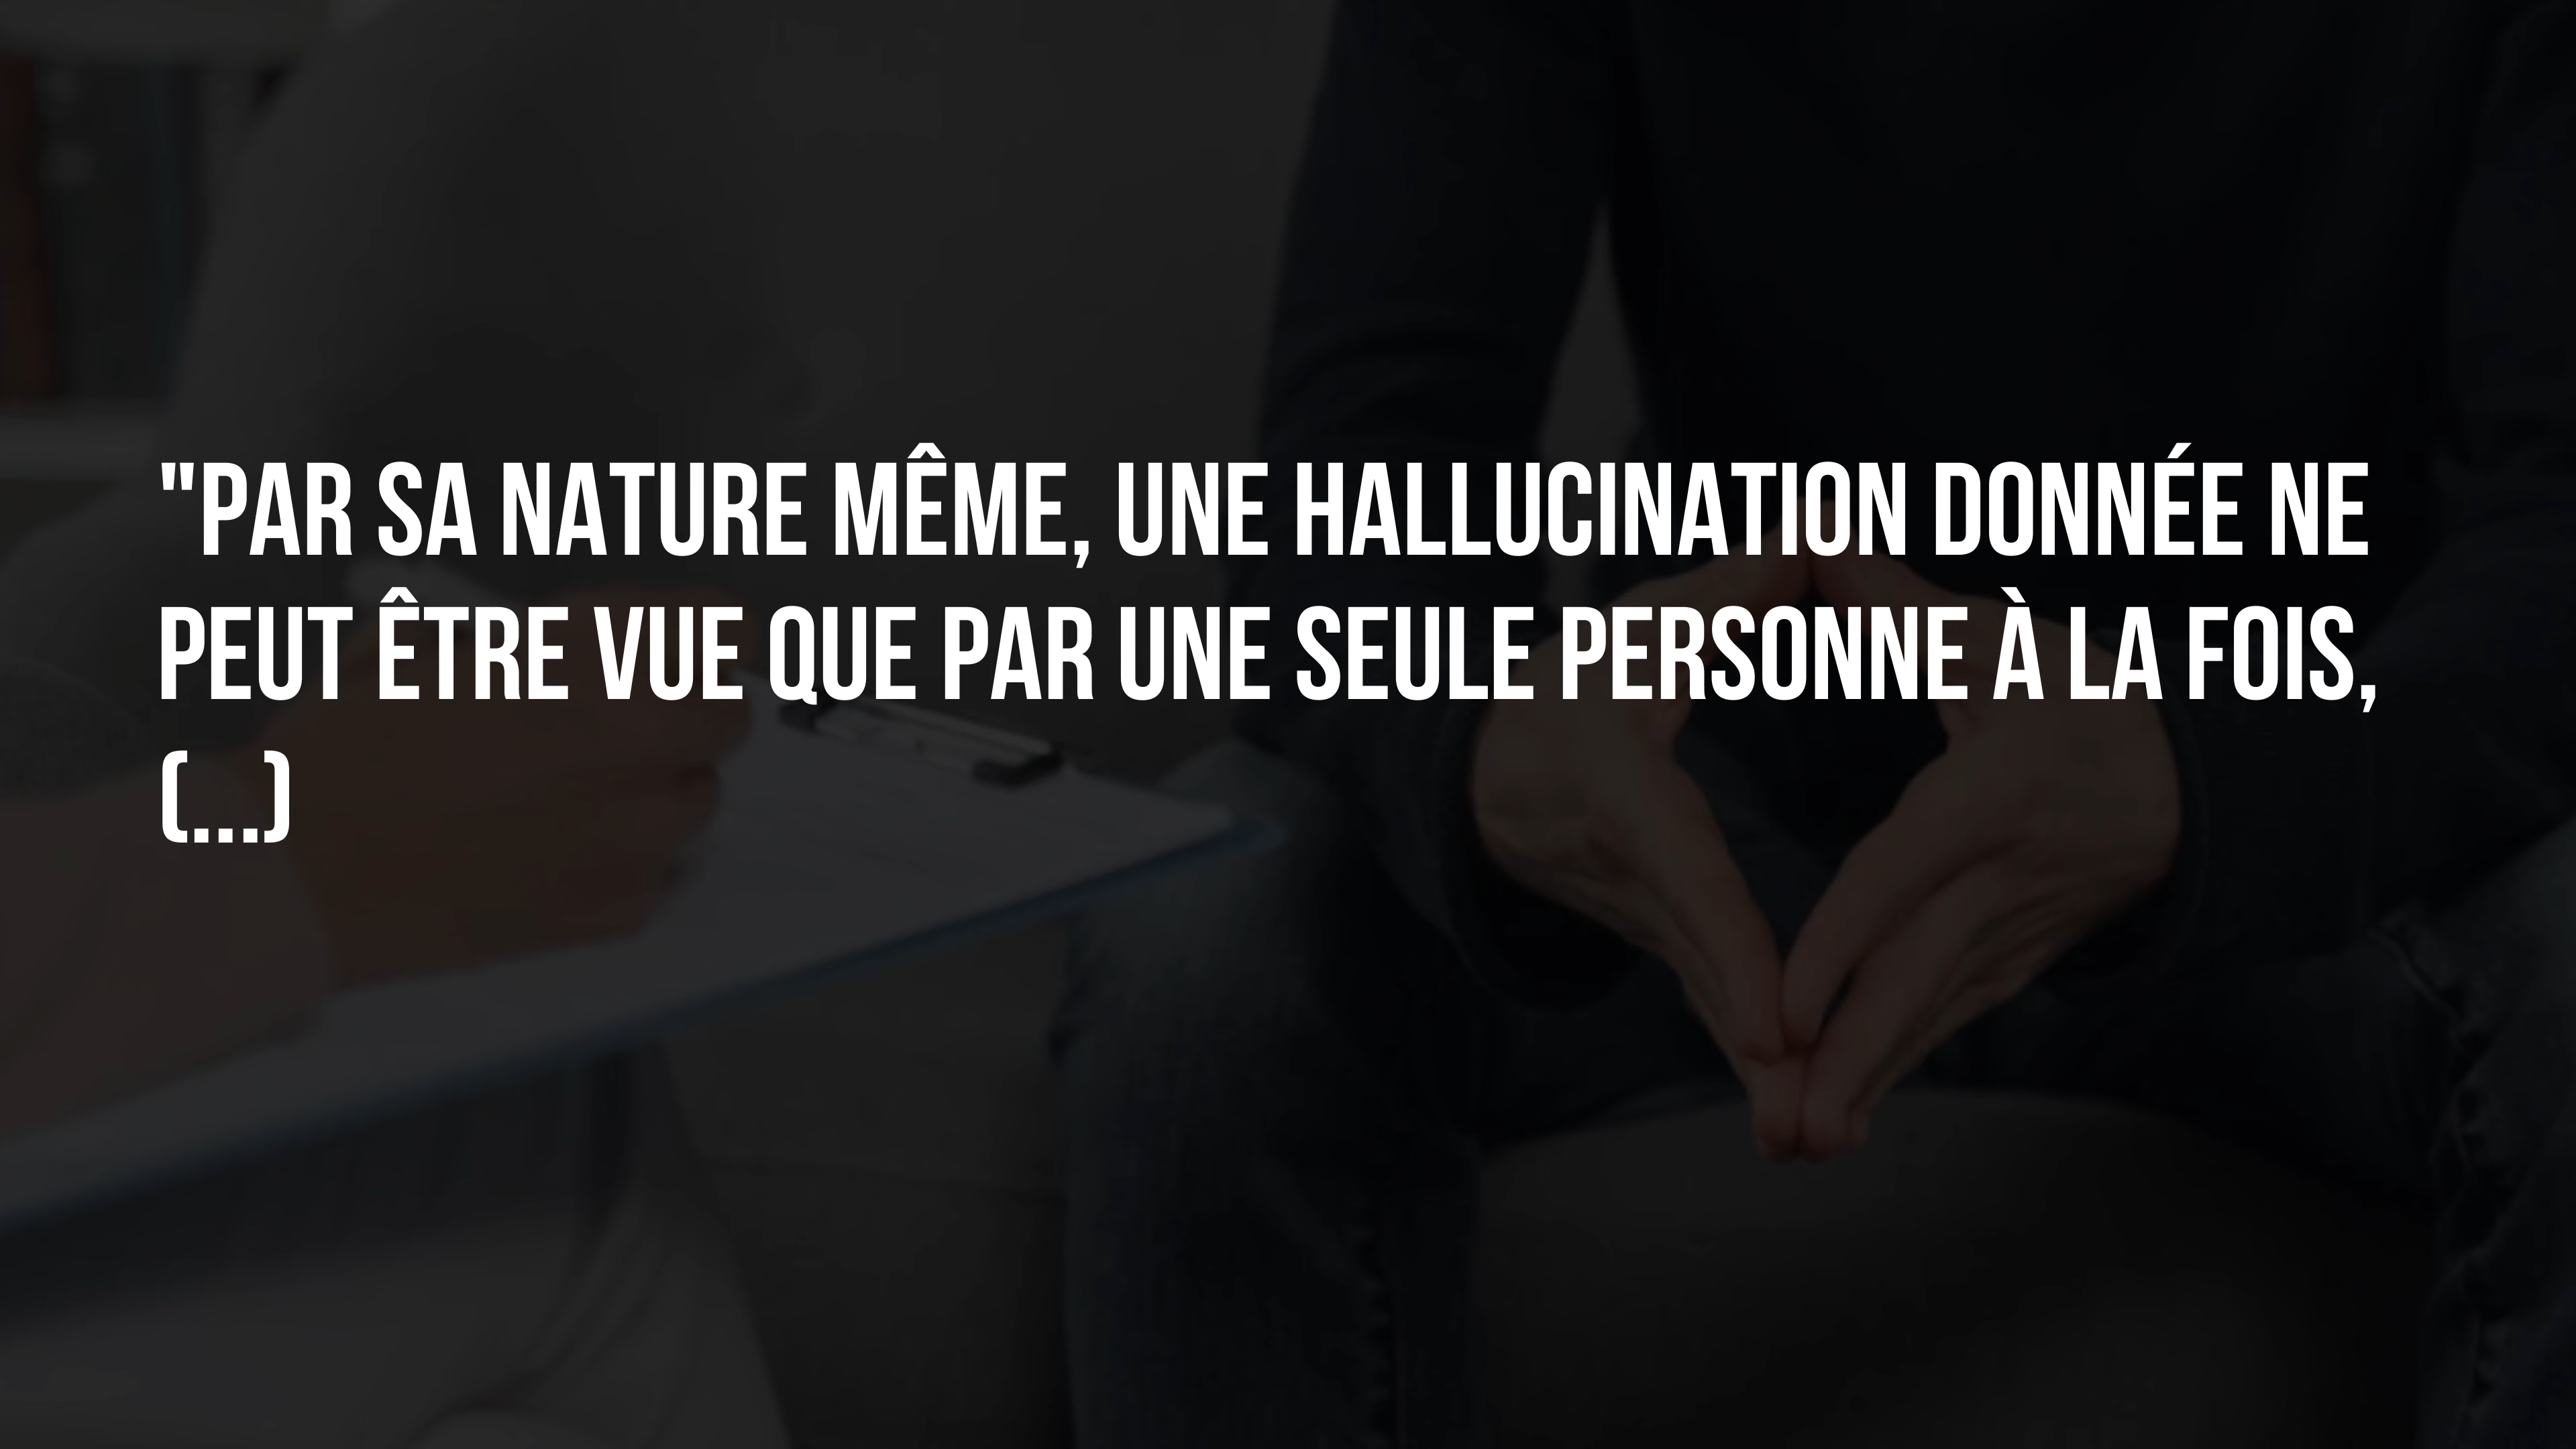 "PAR SA NATURE MÊME, UNE HALLUCINATION DONNÉE NE
PEUT ÊTRE VUE QUE PAR UNE SEULE PERSONNE À LA FOIS,
(...)